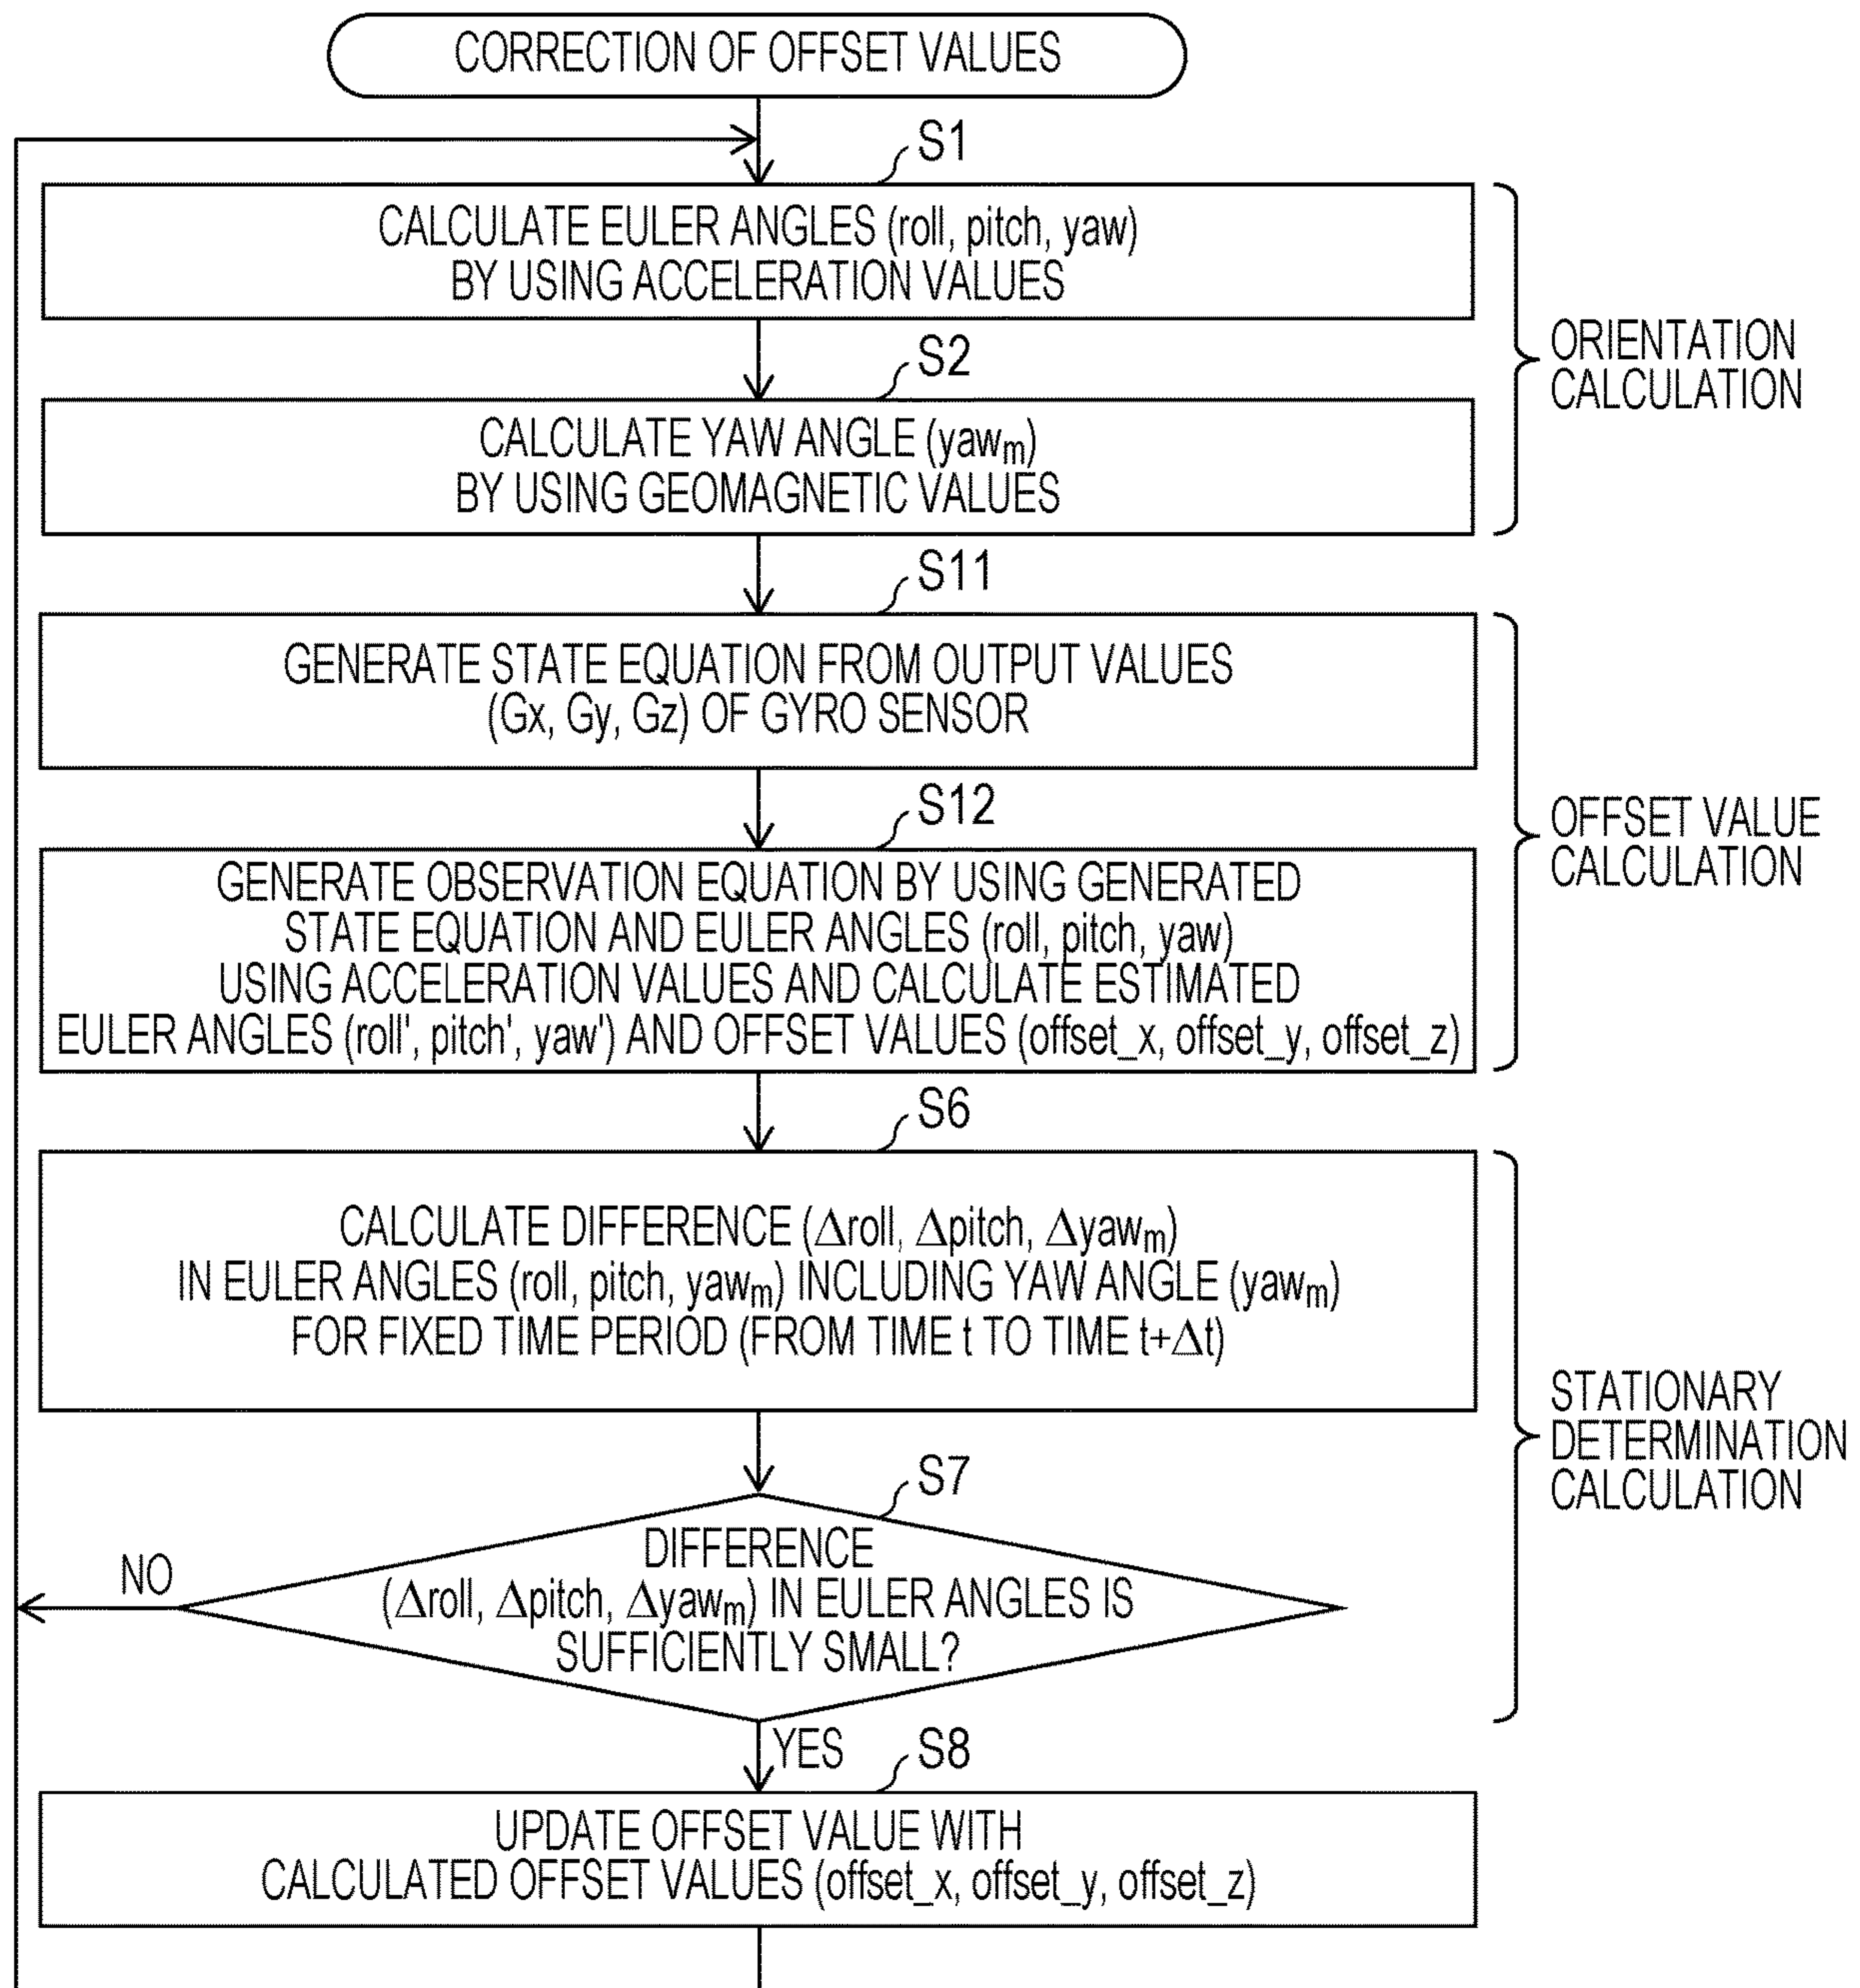 CORRECTION OF OFFSET VALUES
S1
CALCULATE EULER ANGLES (roll, pitch, yaw)
BY USING ACCELERATION VALUES
ORIENTATION
CALCULATION
S2
CALCULATE YAW ANGLE (yawm)
BY USING GEOMAGNETIC VALUES
S11
GENERATE STATE EQUATION FROM OUTPUT VALUES
(Gx, Gy, Gz) OF GYRO SENSOR
OFFSET VALUE
CALCULATION
S12
GENERATE OBSERVATION EQUATION BY USING GENERATED
STATE EQUATION AND EULER ANGLES (roll, pitch, yaw)
USING ACCELERATION VALUES AND CALCULATE ESTIMATED
EULER ANGLES (roll', pitch', yaw') AND OFFSET VALUES (offset_x, offset_y, offset_z)
S6
CALCULATE DIFFERENCE (Δroll, Δpitch, Δyawm)
IN EULER ANGLES (roll, pitch, yawm) INCLUDING YAW ANGLE (yawm)
FOR FIXED TIME PERIOD (FROM TIME t TO TIME t+Δt)
STATIONARY
DETERMINATION
CALCULATION
S7
DIFFERENCE
(Δroll, Δpitch, Δyawm) IN EULER ANGLES IS
SUFFICIENTLY SMALL?
NO
YES
S8
UPDATE OFFSET VALUE WITH
CALCULATED OFFSET VALUES (offset_x, offset_y, offset_z)